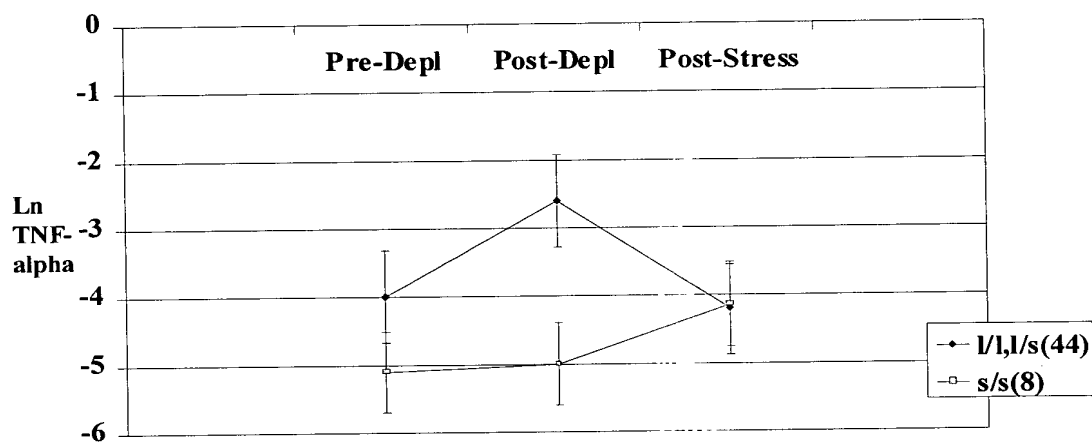 0
Pre-Depl Post-Depl Post-Stress
-1
-2
Ln
TNF-
alpha
-3
-4
-5
-6
l/l,l/s(44)
s/s(8)